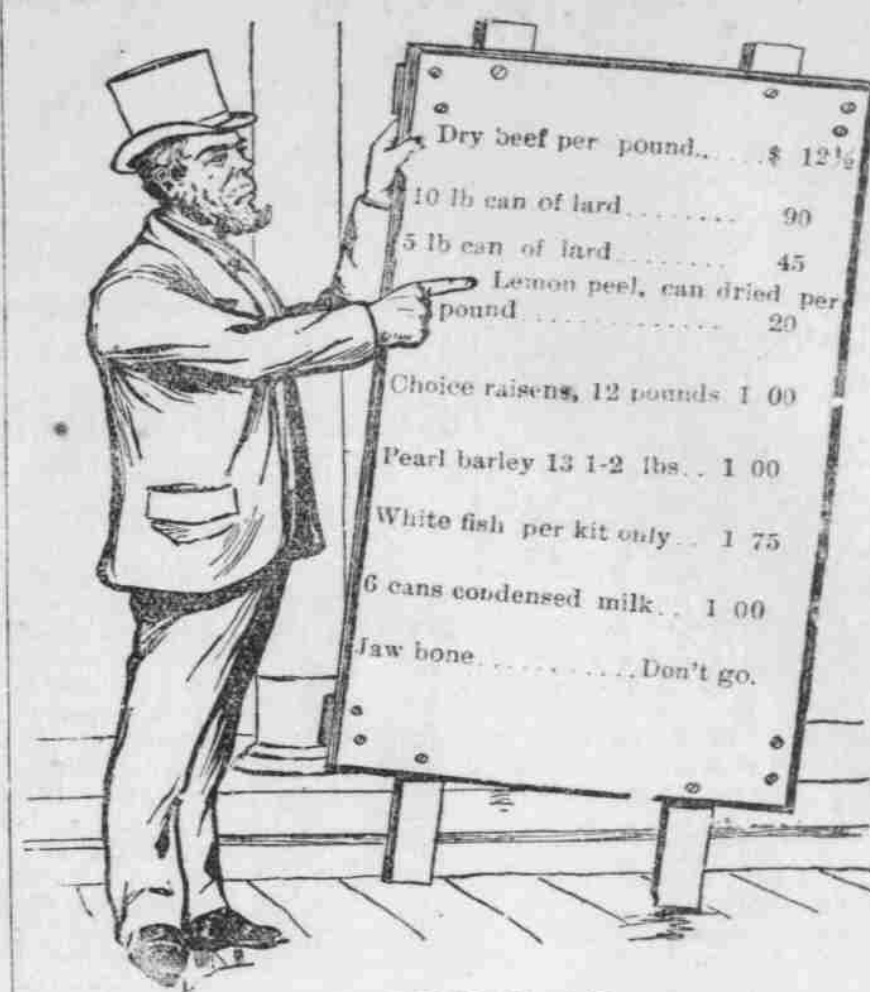 Dry beef per pound.. ..... .$ 12½
10 lb can of lard........ 90
5 lb can of lard........ 45
Lemon peel, can dried per
pound.............. 20
Choice raisens, 12 pounds 1 00
Pearl barley 13 1-2 lbs.. 1 00
White fish per kit only... 1 75
6 cans condensed milk.. 1 00
Jaw bone............Don't go.